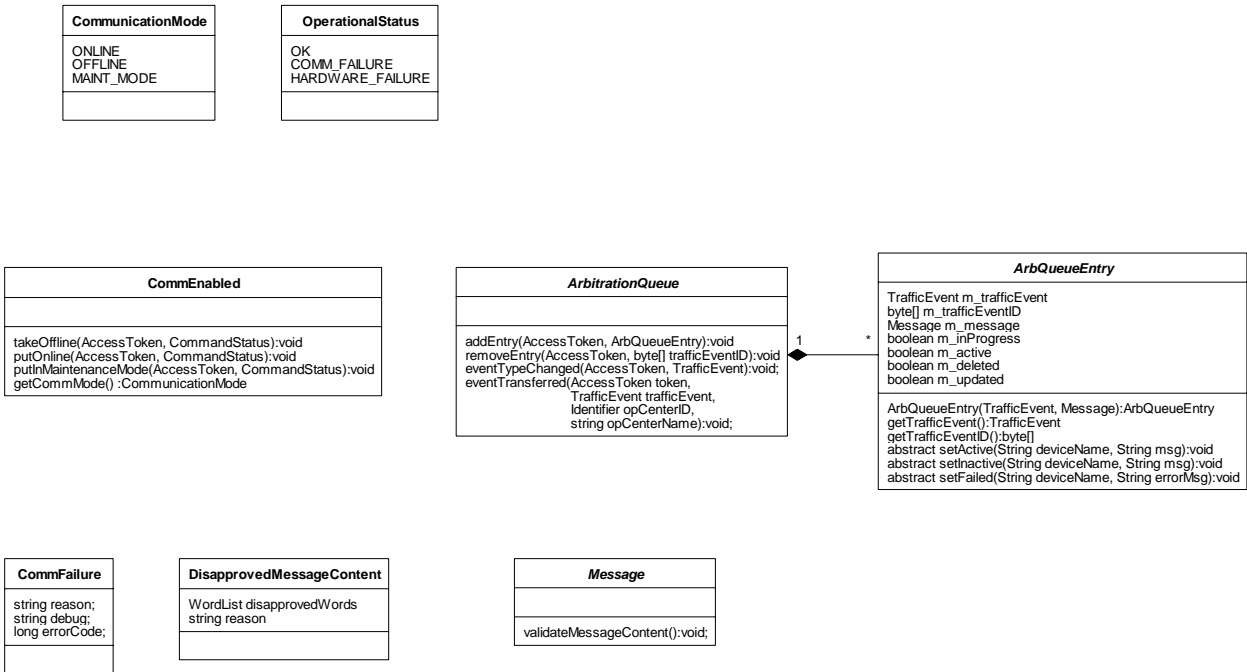 CommunicationMode
ONLINE
OFFLINE
MAINT_MODE
OperationalStatus
OK
COMM_FAILURE
HARDWARE_FAILURE
CommEnabled
takeOffline(AccessToken, CommandStatus):void
putOnline(AccessToken, CommandStatus):void
putInMaintenanceMode(AccessToken, CommandStatus):void
getCommMode() :CommunicationMode
ArbitrationQueue
addEntry(AccessToken, ArbQueueEntry):void
removeEntry(AccessToken, byte[] trafficEventID):void
eventTypeChanged(AccessToken, TrafficEvent):void;
eventTransferred(AccessToken token,
TrafficEvent trafficEvent,
Identifier opCenterID,
string opCenterName):void;
1
*
ArbQueueEntry
TrafficEvent m_trafficEvent
byte[] m_trafficEventID
Message m_message
boolean m_inProgress
boolean m_active
boolean m_deleted
boolean m_updated
ArbQueueEntry(TrafficEvent, Message):ArbQueueEntry
getTrafficEvent():TrafficEvent
getTrafficEventID():byte[]
abstract setActive(String deviceName, String msg):void
abstract setInactive(String deviceName, String msg):void
abstract setFailed(String deviceName, String errorMsg):void
CommFailure
string reason;
string debug;
long errorCode;
DisapprovedMessageContent
WordList disapprovedWords
string reason
Message
validateMessageContent():void;